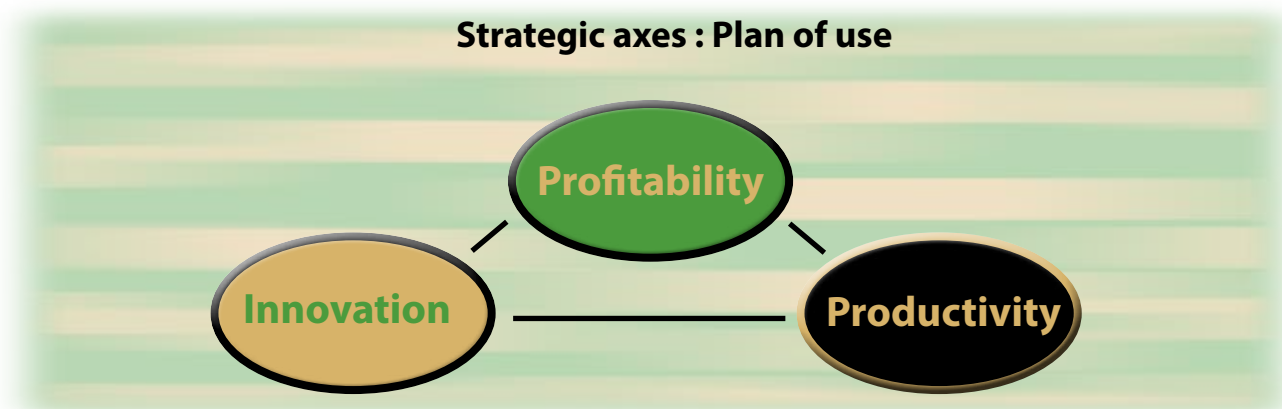 Strategic axes : Plan of use
Profitability
Innovation
Productivity